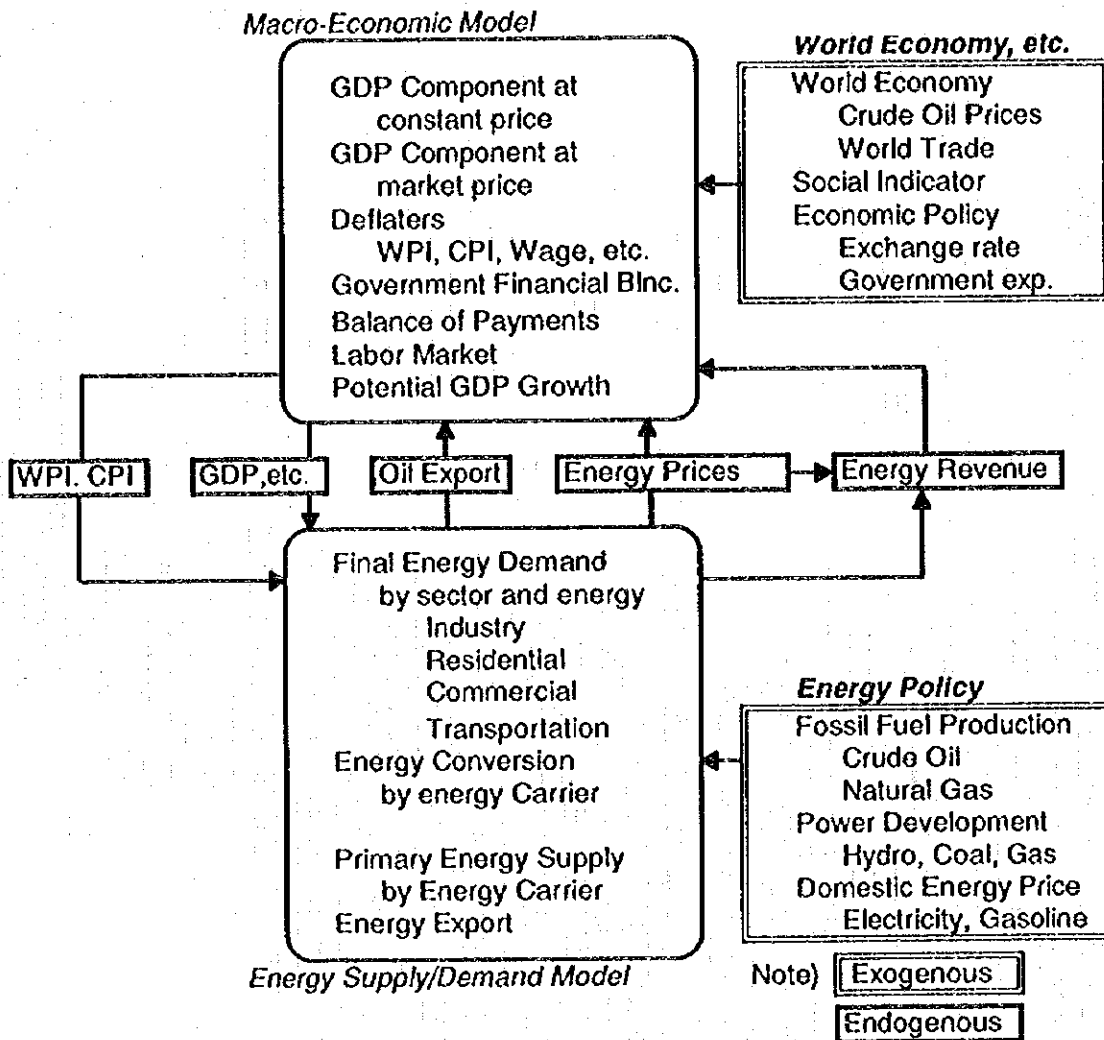 Macro-Economic Model
GDP Component at
constant price
GDP Component at
market price
Deflaters
WPI, CPI, Wage, etc.
Government Financial Blnc.
Balance of Payments
Labor Market
Potential GDP Growth
World Economy, etc.
World Economy
Crude Oil Prices
World Trade
Social Indicator
Economic Policy
Exchange rate
Government exp.
WPI. CPI
GDP,etc.
Oil Export
Energy Prices
Energy Revenue
Final Energy Demand
by sector and energy
Industry
Residential
Commercial
Transportation
Energy Conversion
by energy Carrier
Primary Energy Supply
by Energy Carrier
Energy Export
Energy Supply/Demand Model
Energy Policy
Fossil Fuel Production
Crude Oil
Natural Gas
Power Development
Hydro, Coal, Gas
Domestic Energy Price
Electricity, Gasoline
Note) Exogenous
Endogenous